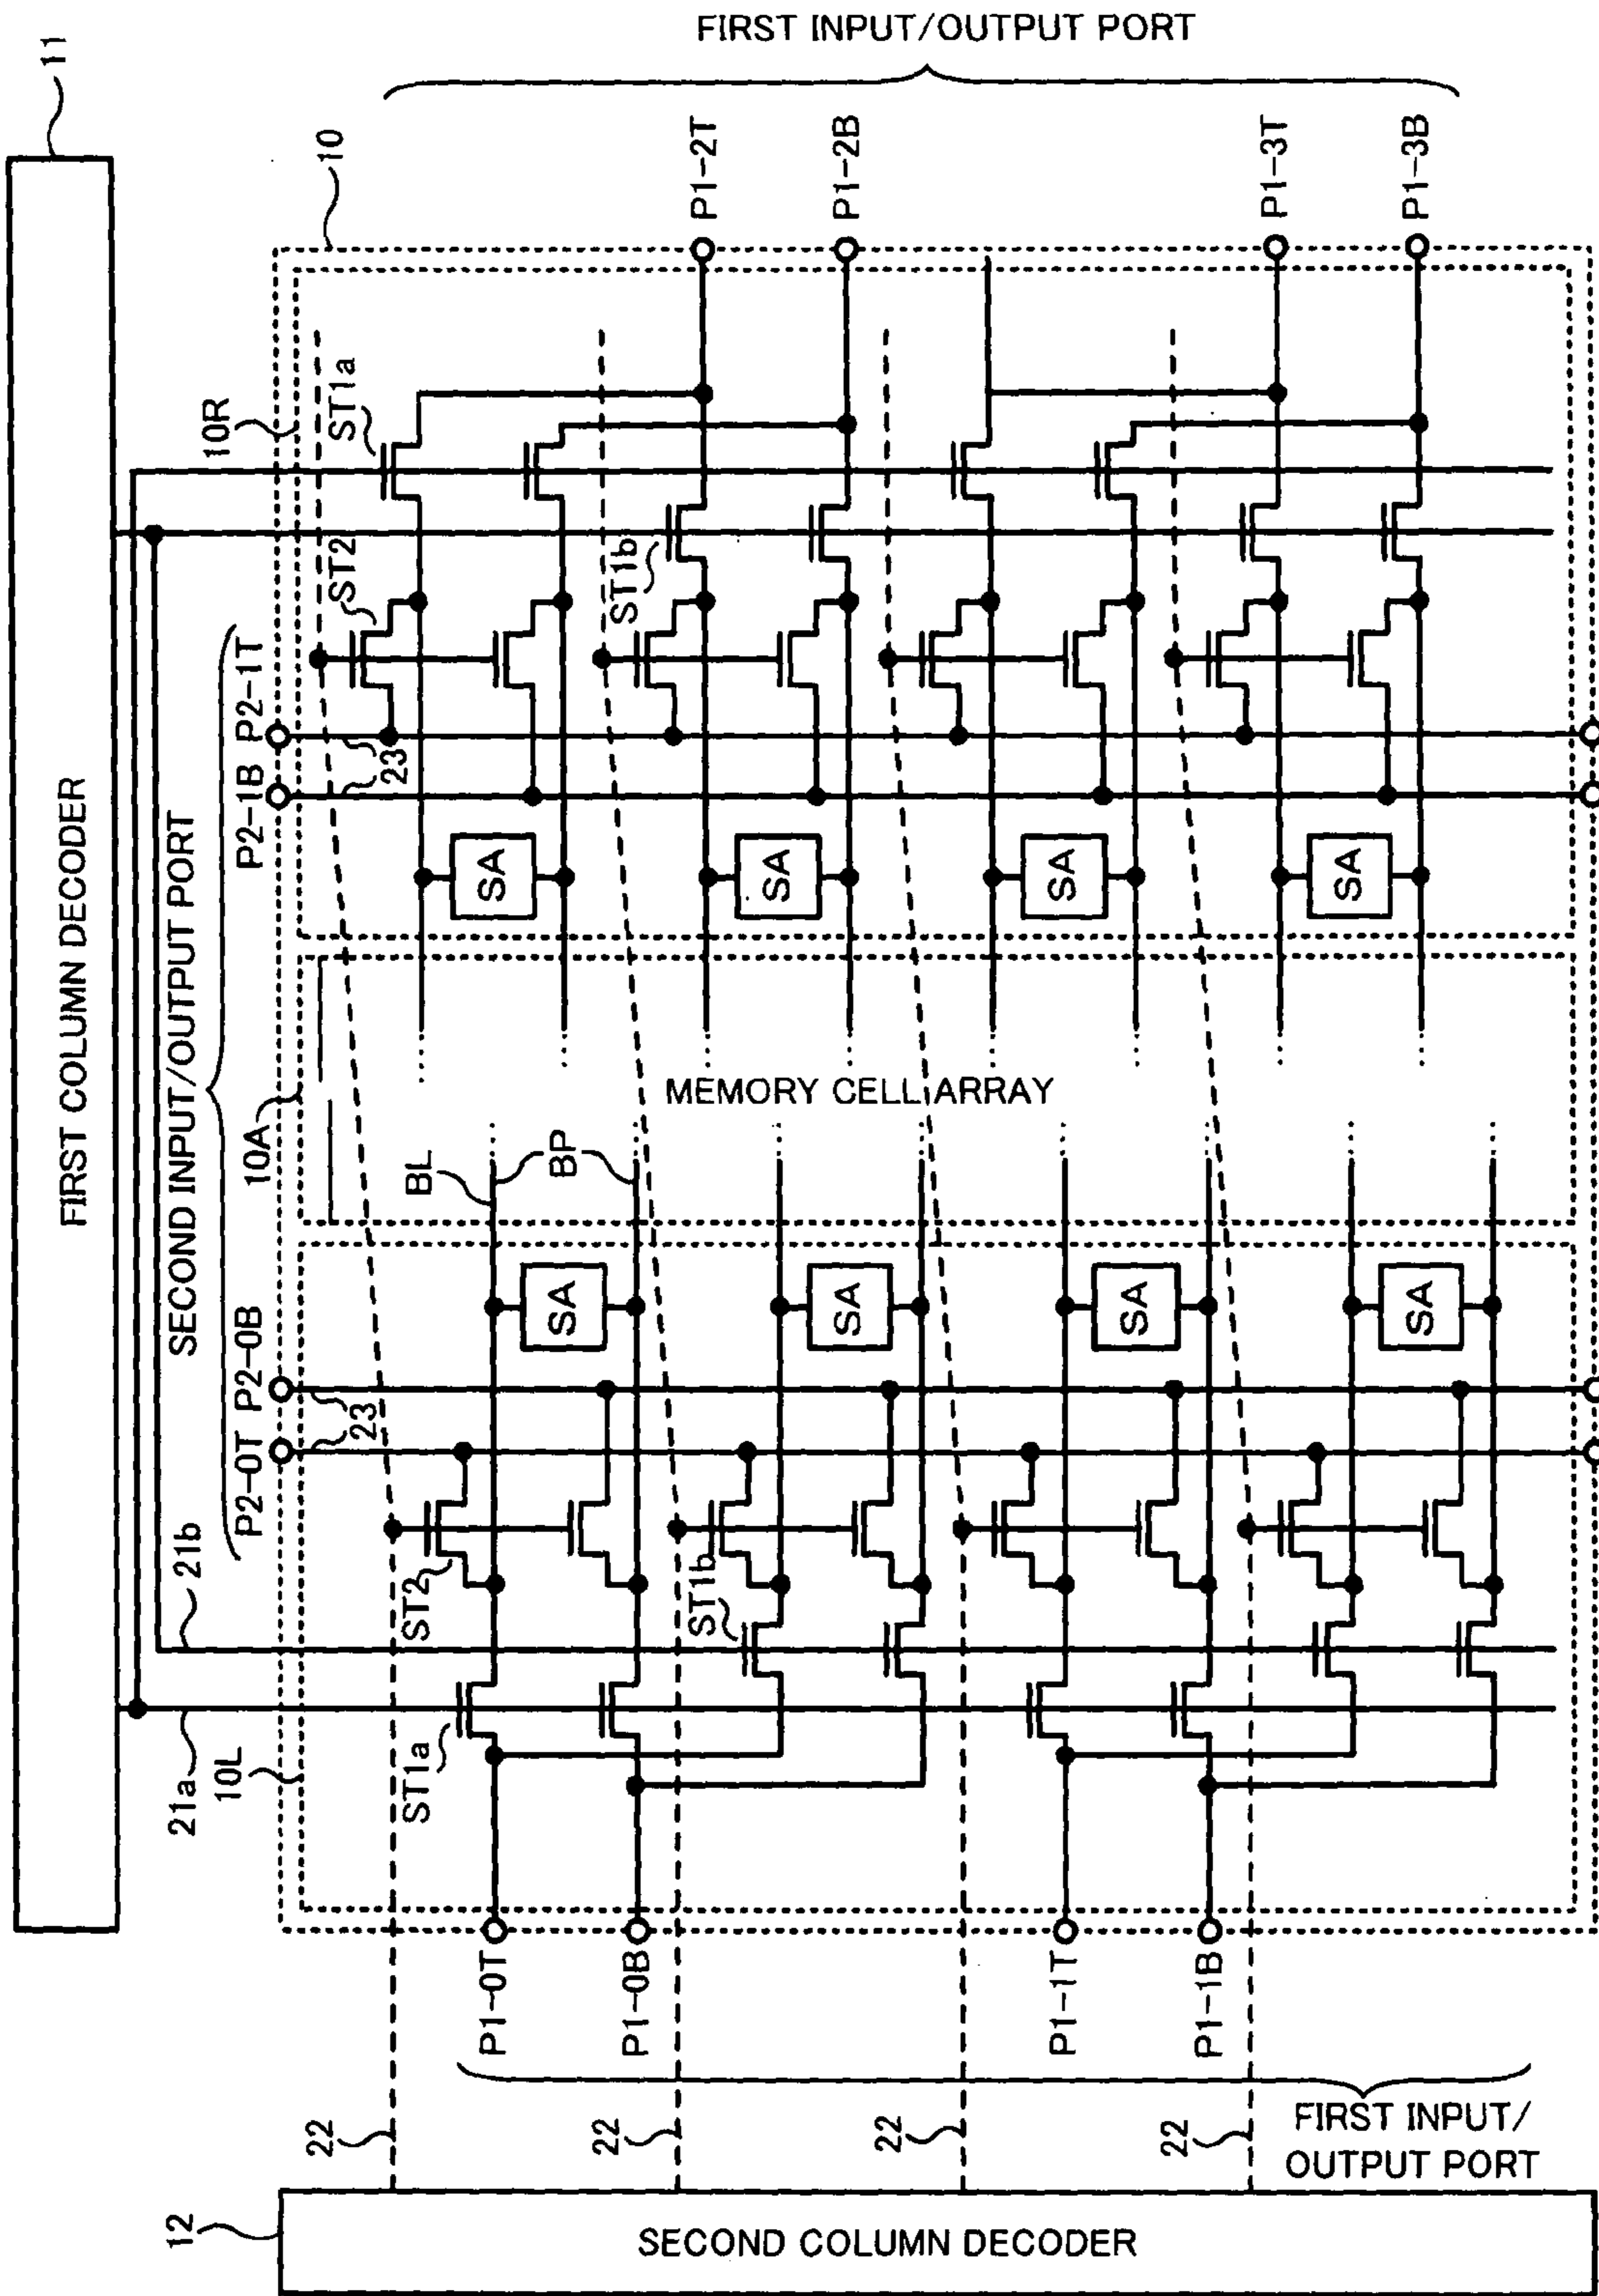 FIRST INPUT/OUTPUT PORT
11
FIRST COLUMN DECODER
10
P1-2T
P1-2B
P1-3T
P1-3B
10R
ST1a
ST2
ST1b
SECOND INPUT/OUTPUT PORT
P2-1T
P2-1B
23
SA
SA
SA
SA
10A
MEMORY CELL ARRAY
BL
BP
SA
SA
SA
SA
P2-0B
P2-0T
23
21b
ST2
ST1b
21a
10L
ST1a
P1-0T
P1-0B
P1-1T
P1-1B
22
22
22
22
FIRST INPUT/
OUTPUT PORT
12
SECOND COLUMN DECODER